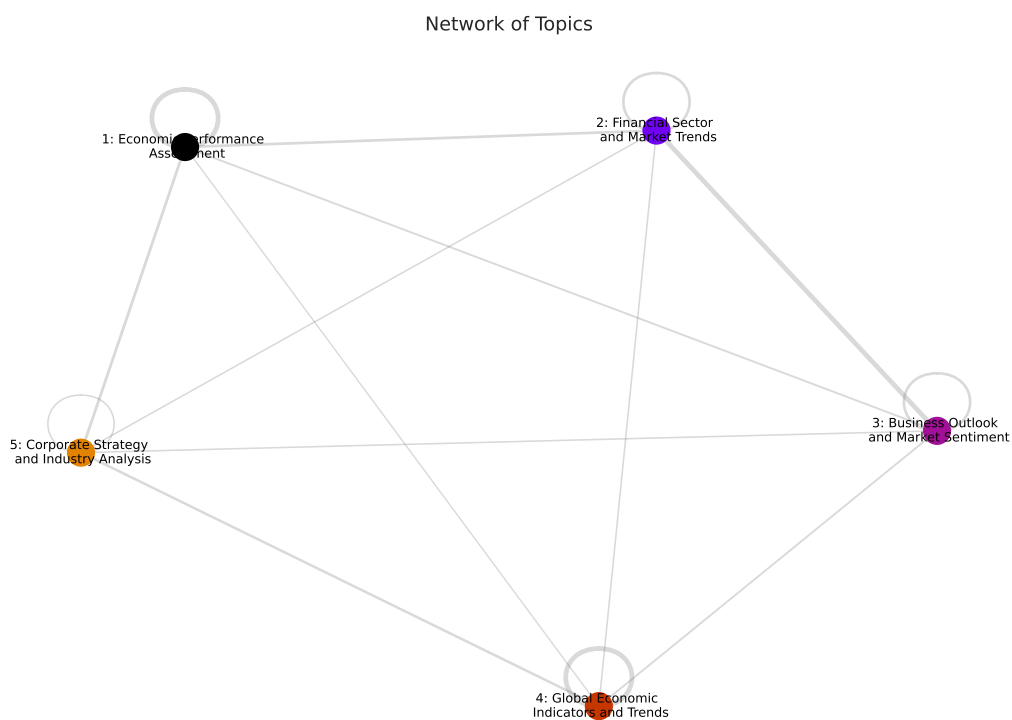 Network of Topics
1: Economic Performance
Assessment
2: Financial Sector
and Market Trends
3: Business Outlook
and Market Sentiment
5: Corporate Strategy
and Industry Analysis
4: Global Economic
Indicators and Trends